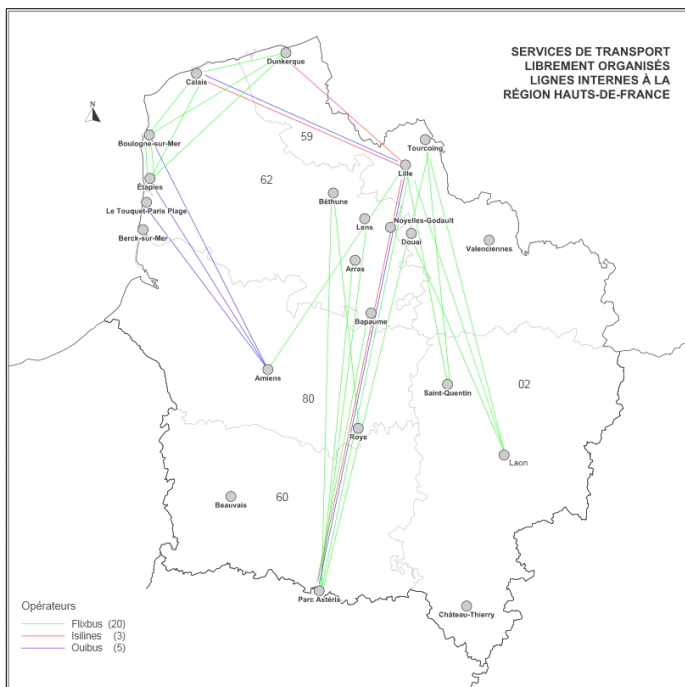 SERVICES DE TRANSPORT
LIBREMENT ORGANISÉS
LIGNES INTERNES À LA
RÉGION HAUTS-DE-FRANCE
Dunkerque
Calais
N
Boulogne-sur-Mer
59
Tourcoing
Lille
Étaples
62
Béthune
Le Touquet-Paris Plage
Lens
Noyelles-Godault
Berck-sur-Mer
Douai
Valenciennes
Arras
Bapaume
Amiens
80
Saint-Quentin
02
Roye
Laon
Beauvais
60
Parc Astérix
Château-Thierry
Opérateurs
Flixbus (20)
Isilines (3)
Ouibus (5)